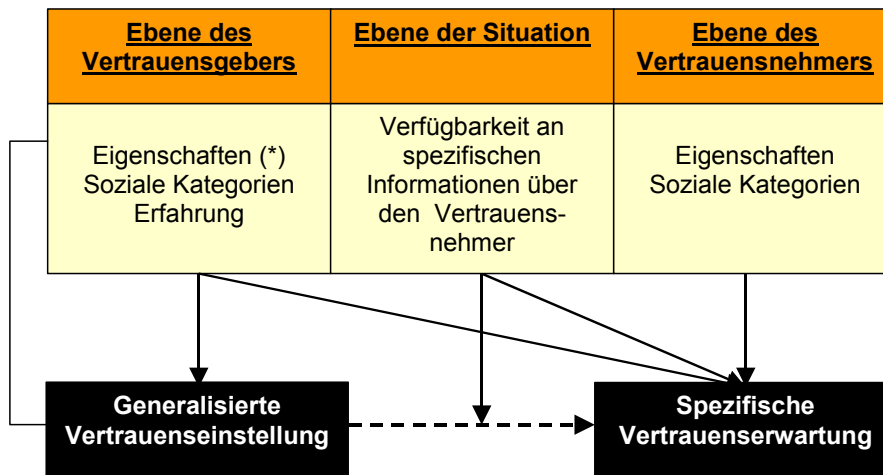 Ebene des
Vertrauensgebers
Ebene der Situation
Ebene des
Vertrauensnehmers
Eigenschaften (*)
Soziale Kategorien
Erfahrung
Verfügbarkeit an
spezifischen
Informationen über
den Vertrauens-
nehmer
Eigenschaften
Soziale Kategorien
Generalisierte
Vertrauenseinstellung
Spezifische
Vertrauenserwartung